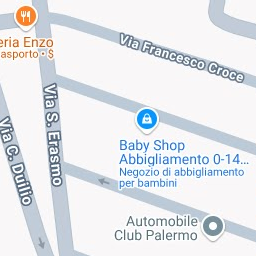 eria Enzo
asporto • $
Via Francesco Croce
Via S. Erasmo
Via C. Duilio
Baby Shop
Abbigliamento 0-14...
Negozio di abbigliamento
per bambini
Automobile
Club Palermo